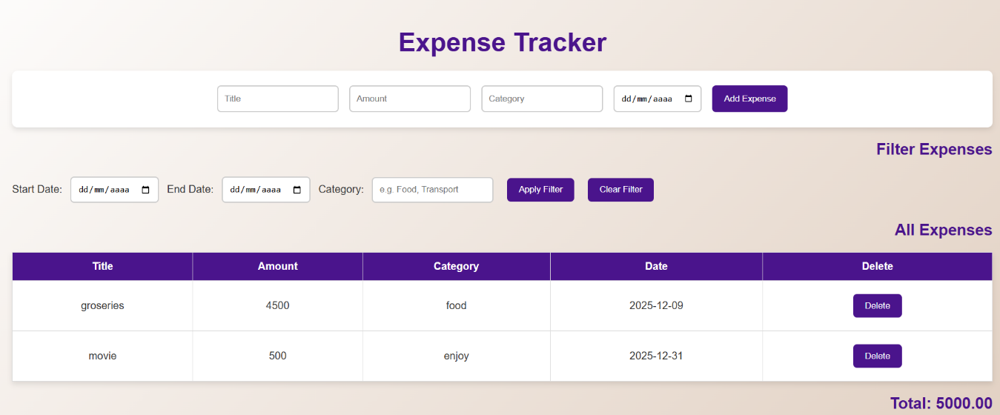 Expense Tracker
Title Amount Category dd/mm/aaaa Add Expense
Filter Expenses
Start Date: dd/mm/aaaa End Date: dd/mm/aaaa Category: e.g. Food, Transport Apply Filter Clear Filter
All Expenses
Title Amount Category Date Delete
groseries 4500 food 2025-12-09 Delete
movie 500 enjoy 2025-12-31 Delete
Total: 5000.00